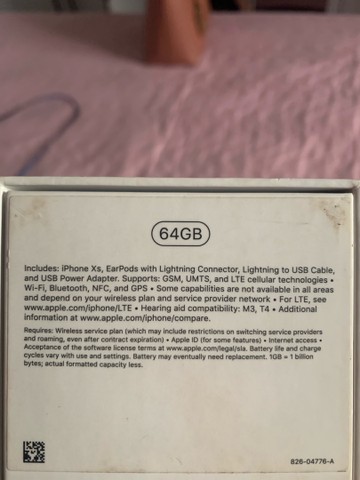 64GB
Includes: iPhone Xs, EarPods with Lightning Connector, Lightning to USB Cable,
and USB Power Adapter. Supports: GSM, UMTS, and LTE cellular technologies •
Wi-Fi, Bluetooth, NFC, and GPS • Some capabilities are not available in all areas
and depend on your wireless plan and service provider network • For LTE, see
www.apple.com/iphone/LTE • Hearing aid compatibility: M3, T4 • Additional
information at www.apple.com/iphone/compare.
Requires: Wireless service plan (which may include restrictions on switching service providers
and roaming, even after contract expiration) • Apple ID (for some features) • Internet access •
Acceptance of the software license terms at www.apple.com/legal/sla. Battery life and charge
cycles vary with use and settings. Battery may eventually need replacement. 1GB = 1 billion
bytes; actual formatted capacity less.
826-04776-A